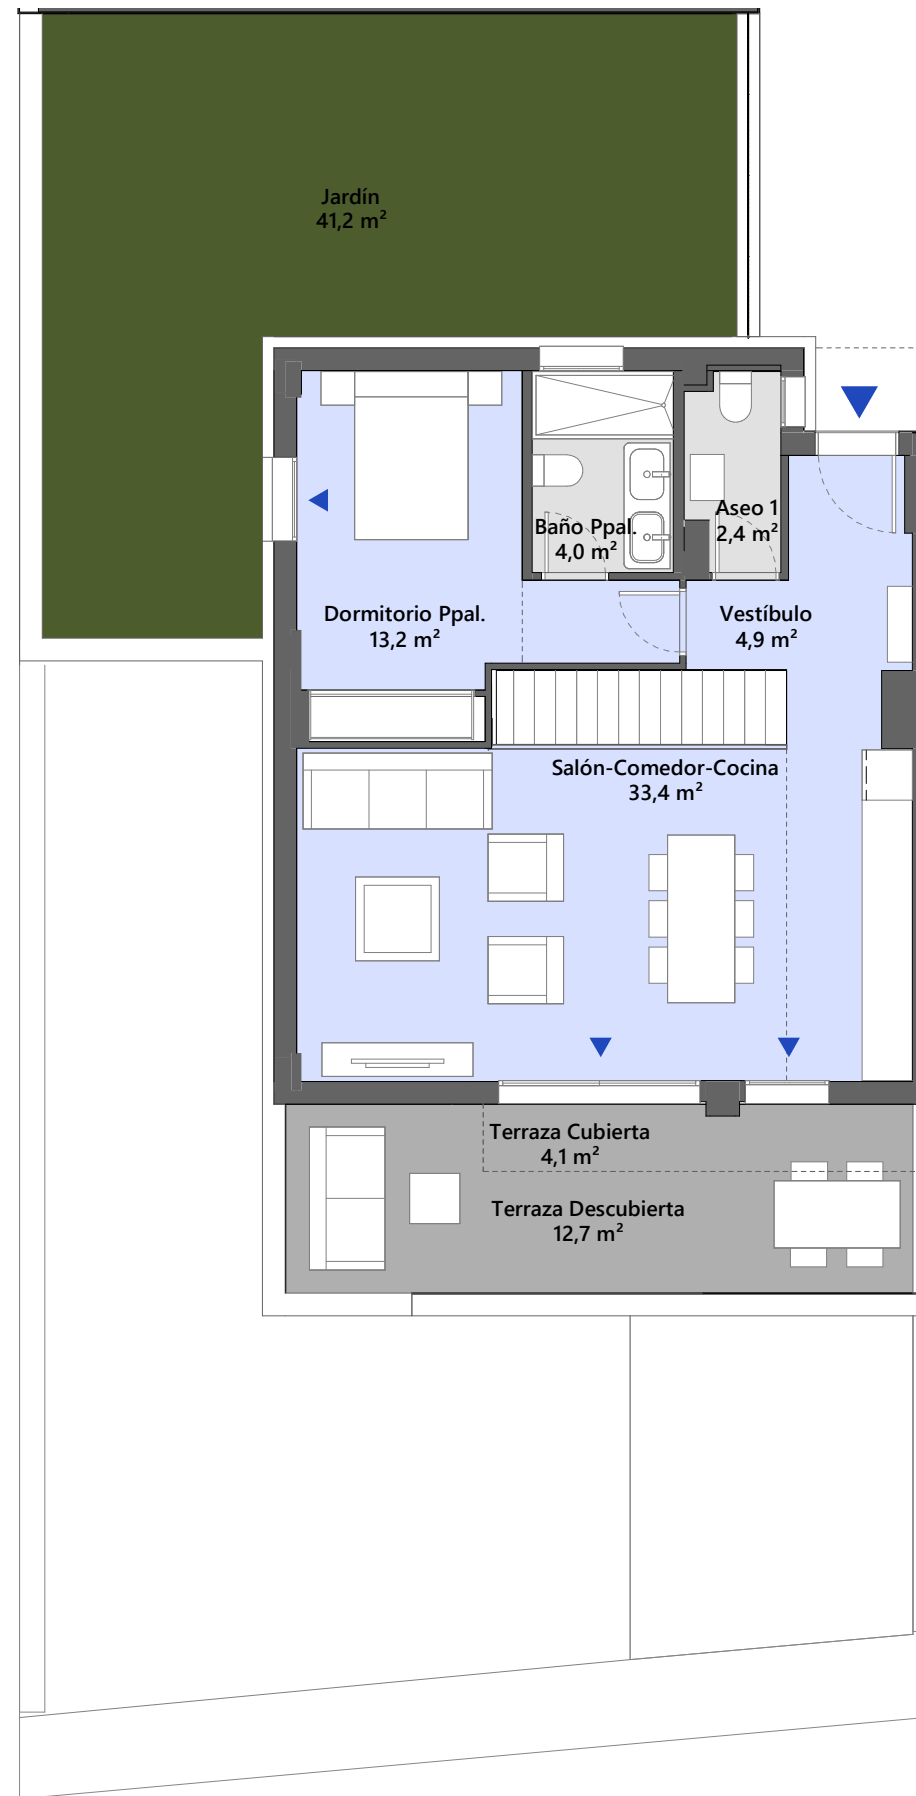 Jardín
41,2 m²
Baño Ppal.
4,0 m²
Aseo 1
2,4 m²
Dormitorio Ppal.
13,2 m²
Vestíbulo
4,9 m²
Salón-Comedor-Cocina
33,4 m²
Terraza Cubierta
4,1 m²
Terraza Descubierta
12,7 m²